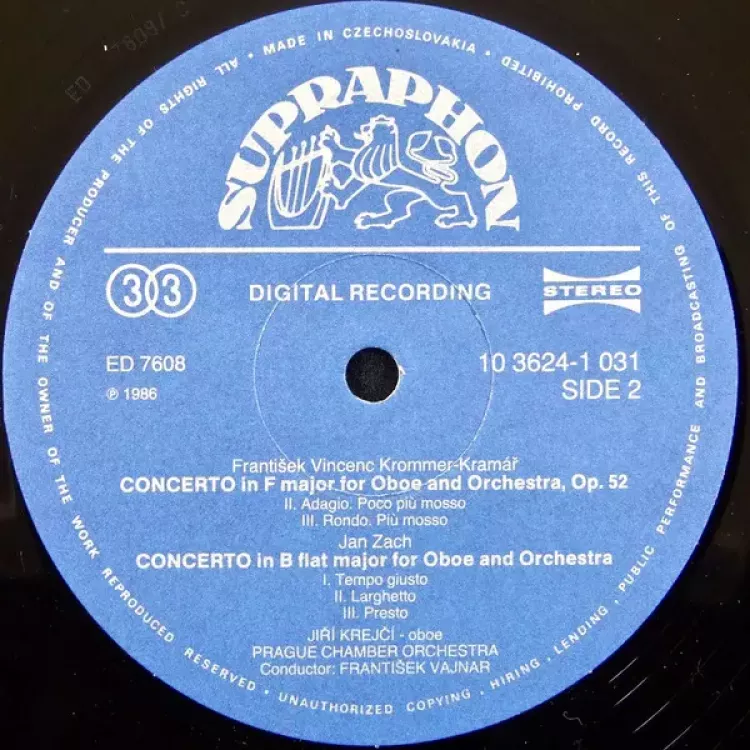 ED 7608/2
• MADE IN CZECHOSLOVAKIA •
ALL RIGHTS OF THE PRODUCER AND OF THE OWNER OF THE WORK REPRODUCED RESERVED • UNAUTHORIZED COPYING, HIRING, LENDING, PUBLIC PERFORMANCE AND BROADCASTING OF THIS RECORD PROHIBITED
SUPRAPHON
33
DIGITAL RECORDING
STEREO
ED 7608
10 3624-1 031
℗ 1986
SIDE 2
František Vincenc Krommer-Kramář
CONCERTO in F major for Oboe and Orchestra, Op. 52
II. Adagio. Poco più mosso
III. Rondo. Più mosso
Jan Zach
CONCERTO in B flat major for Oboe and Orchestra
I. Tempo giusto
II. Larghetto
III. Presto
JIŘÍ KREJČÍ - oboe
PRAGUE CHAMBER ORCHESTRA
Conductor: FRANTIŠEK VAJNAR